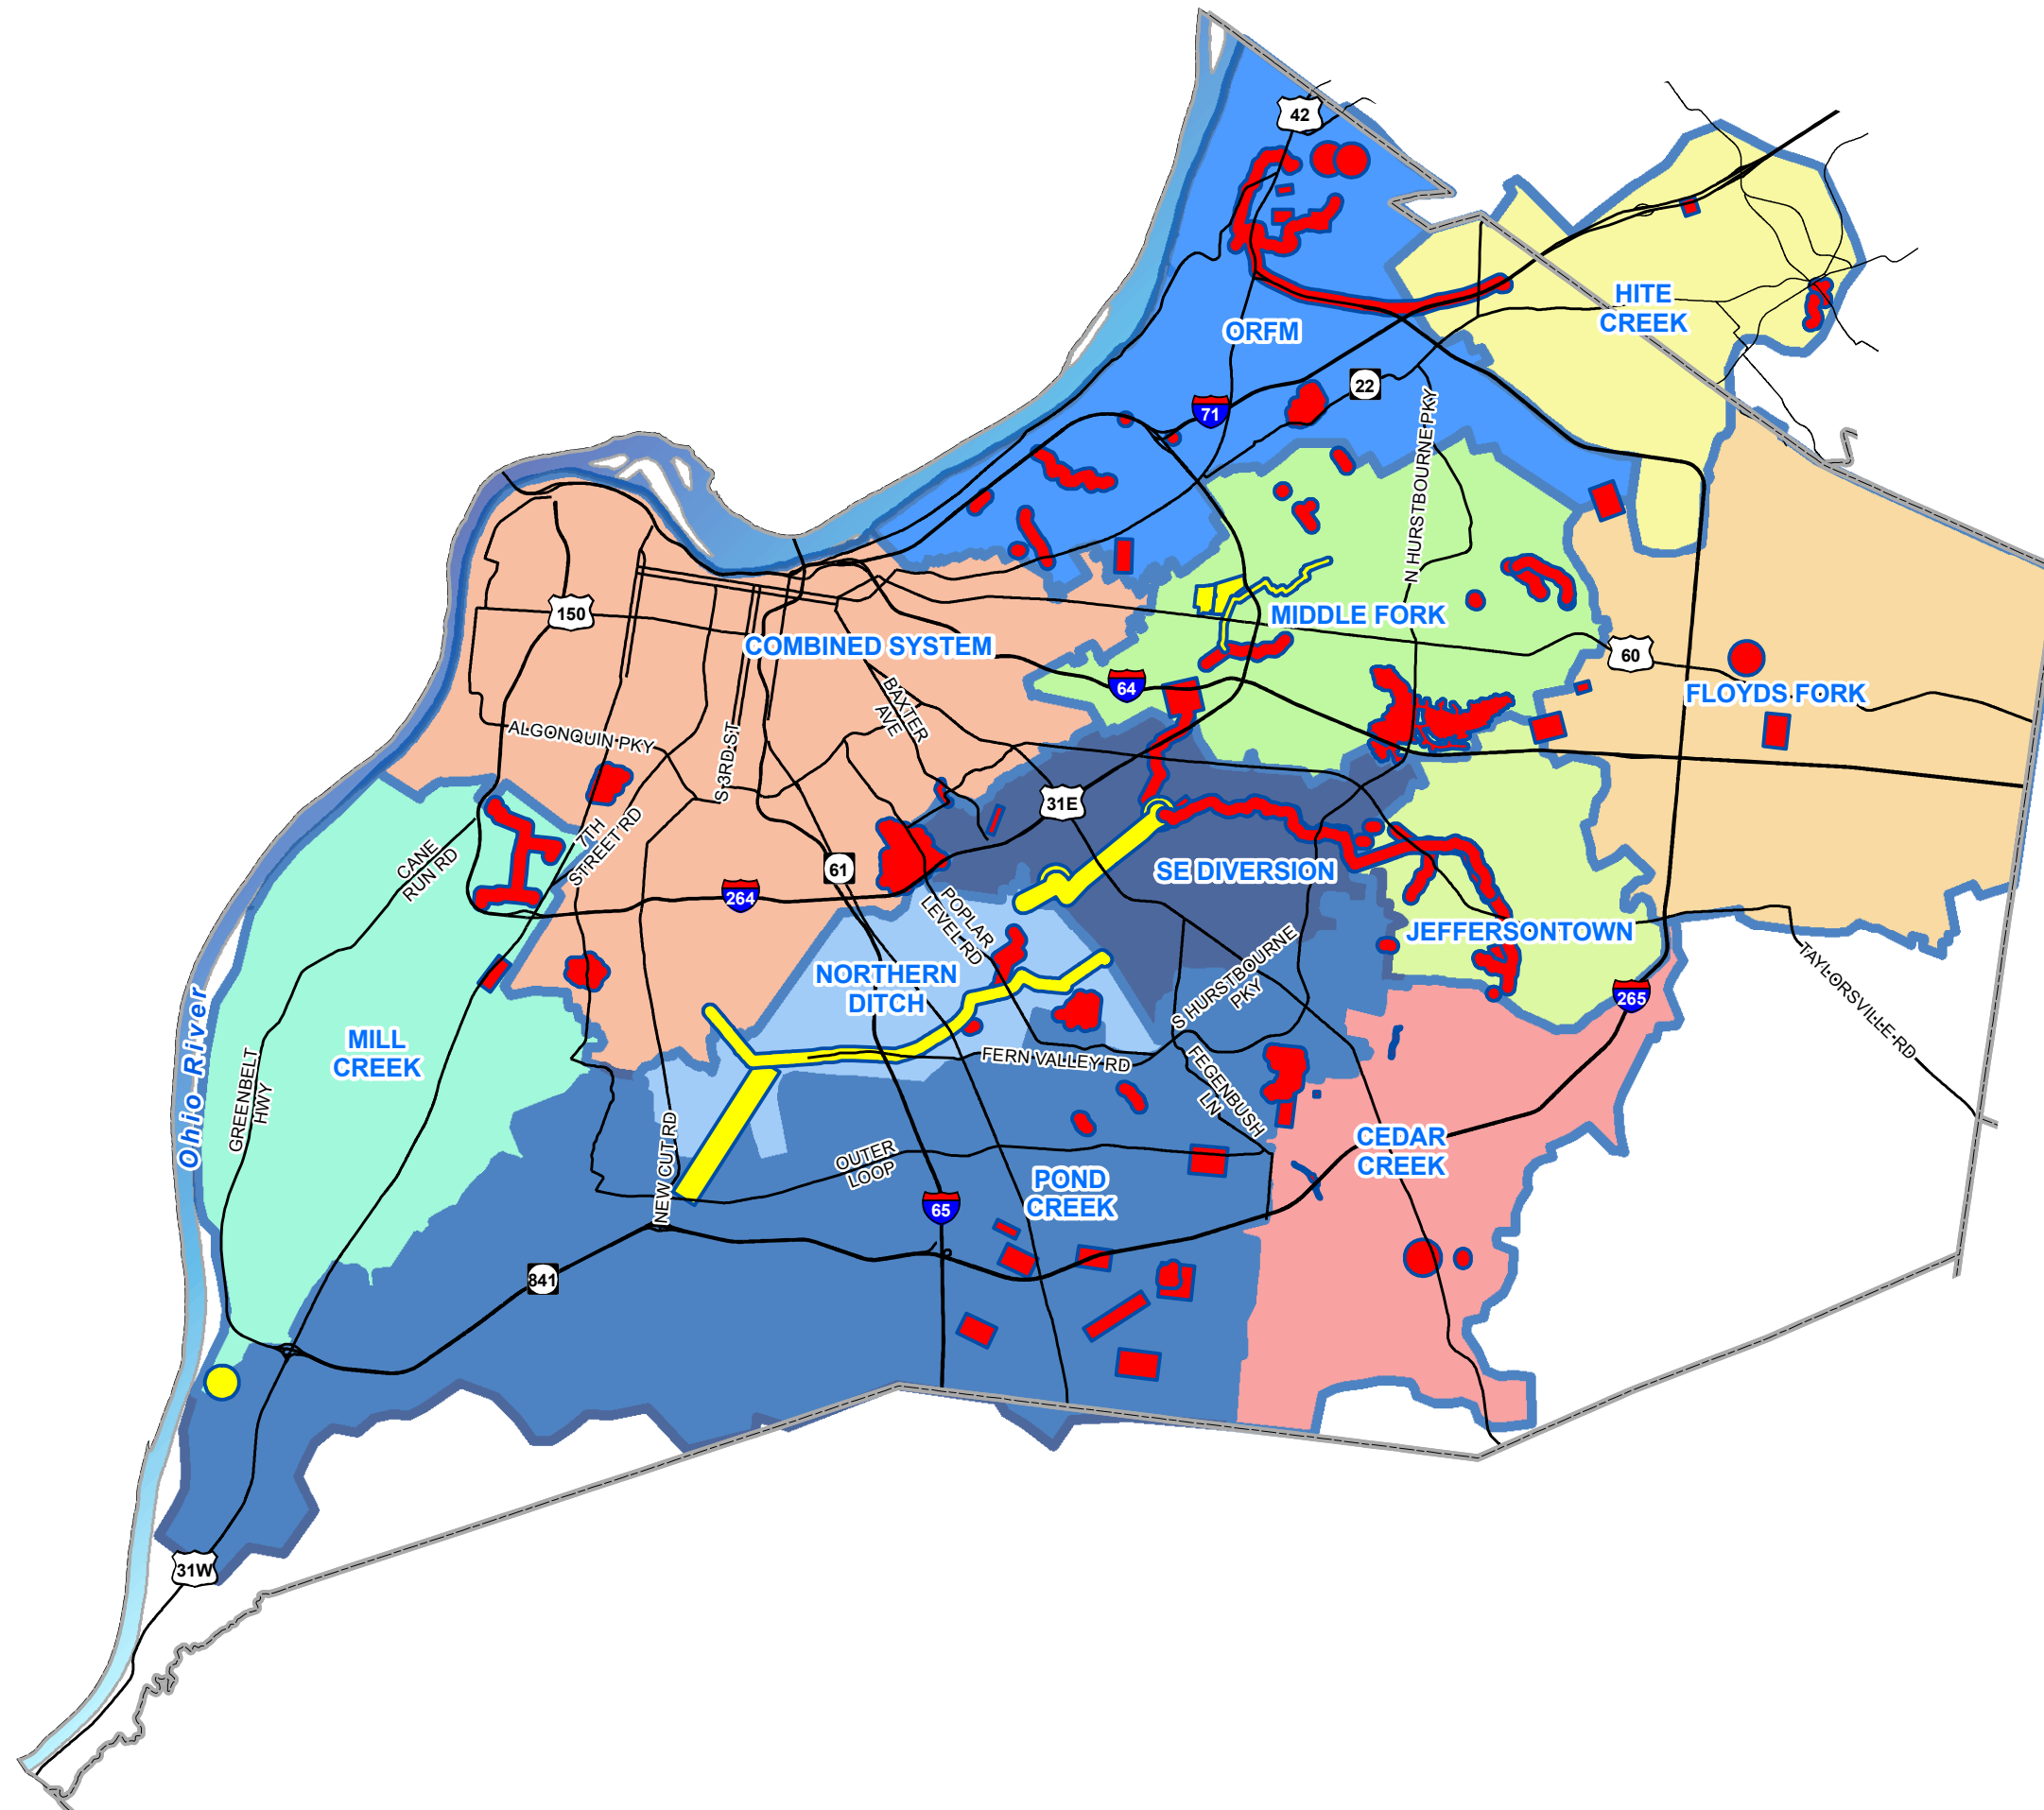 42
HITE
CREEK
ORFM
22
71
N HURSTBOURNE PKY
150
MIDDLE FORK
COMBINED SYSTEM
60
64
FLOYDS FORK
BAXTER
AVE
ALGONQUIN PKY
S 3RD ST
31E
7TH
STREET RD
CANE
RUN RD
61
SE DIVERSION
264
POPLAR
LEVEL RD
JEFFERSONTOWN
NORTHERN
DITCH
S HURSTBOURNE
PKY
265
TAYLORSVILLE RD
Ohio River
MILL
CREEK
GREENBELT
HWY
FERN VALLEY RD
FEGENBUSH
LN
NEW CUT RD
CEDAR
CREEK
OUTER
LOOP
POND
CREEK
65
841
31W